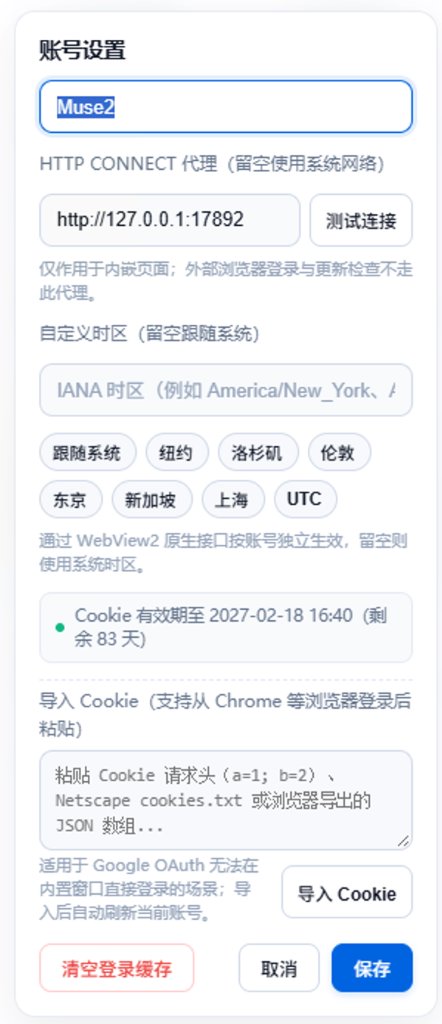 账号设置
Muse2
HTTP CONNECT 代理（留空使用系统网络）
http://127.0.0.1:17892 测试连接
仅作用于内嵌页面；外部浏览器登录与更新检查不走
此代理。
自定义时区（留空跟随系统）
IANA 时区（例如 America/New_York、
跟随系统 纽约 洛杉矶 伦敦
东京 新加坡 上海 UTC
通过 WebView2 原生接口按账号独立生效，留空则
使用系统时区。
Cookie 有效期至 2027-02-18 16:40（剩
余 83 天）
导入 Cookie（支持从 Chrome 等浏览器登录后
粘贴）
粘贴 Cookie 请求头（a=1; b=2）、
Netscape cookies.txt 或浏览器导出的
JSON 数组...
适用于 Google OAuth 无法在
内置窗口直接登录的场景；导
入后自动刷新当前账号。
导入 Cookie
清空登录缓存 取消 保存